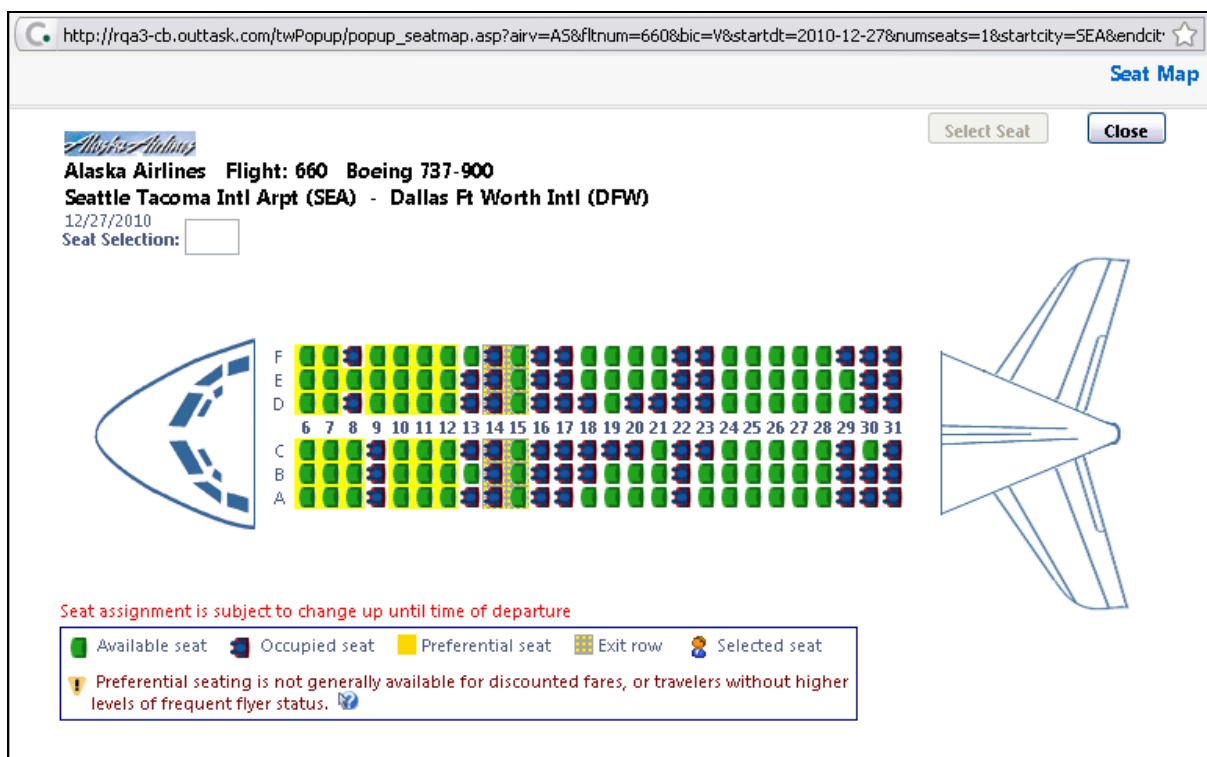 http://rqa3-cb.outtask.com/twPopup/popup_seatmap.asp?airv=AS&fltnum=660&bic=V&startdt=2010-12-27&numseats=1&startcity=SEA&endcit
Seat Map
Select Seat Close
Alaska Airlines
Alaska Airlines Flight: 660 Boeing 737-900
Seattle Tacoma Intl Arpt (SEA) - Dallas Ft Worth Intl (DFW)
12/27/2010
Seat Selection:
F
E
D
6 7 8 9 10 11 12 13 14 15 16 17 18 19 20 21 22 23 24 25 26 27 28 29 30 31
C
B
A
Seat assignment is subject to change up until time of departure
Available seat Occupied seat Preferential seat Exit row Selected seat
Preferential seating is not generally available for discounted fares, or travelers without higher
levels of frequent flyer status.